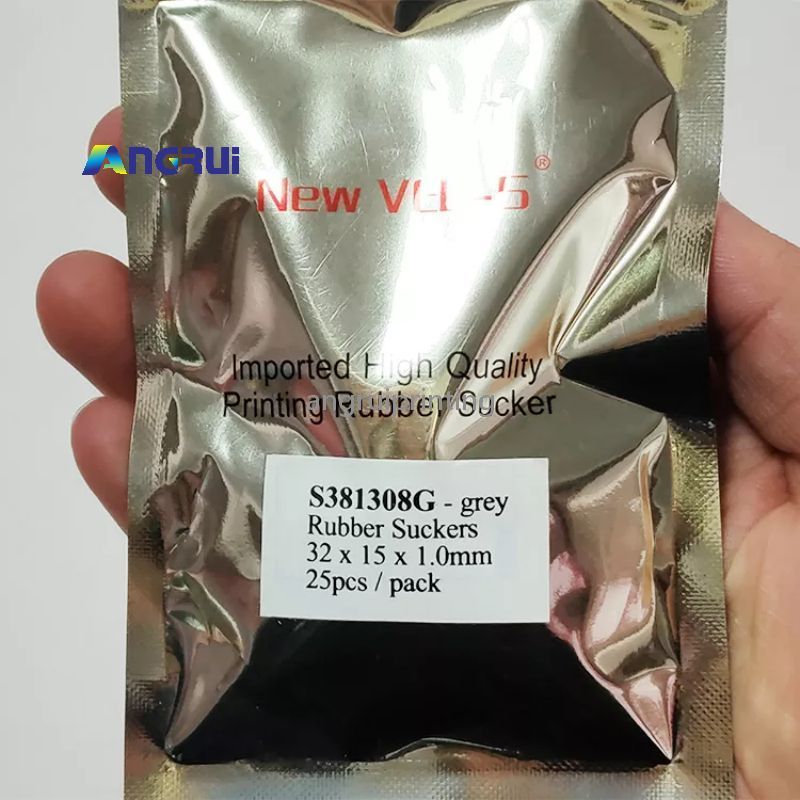 ANGRUi
New
®
Imported High Quality
Printing Rubber Sucker
S381308G - grey
Rubber Suckers
32 x 15 x 1.0mm
25pcs / pack